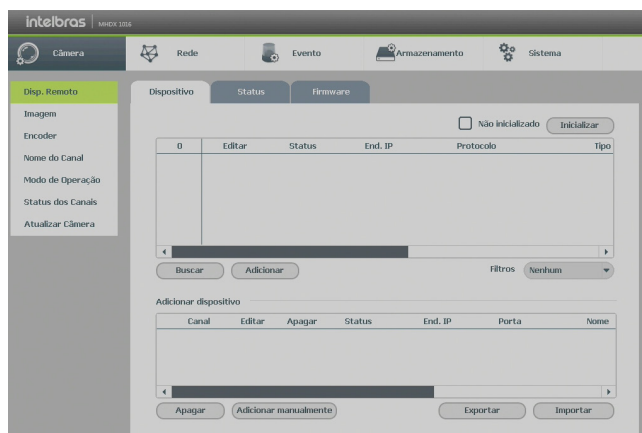 intelbras MHDX 1016
Câmera Rede Evento Armazenamento Sistema
Disp. Remoto
Imagem
Encoder
Nome do Canal
Modo de Operação
Status dos Canais
Atualizar Câmera
Dispositivo Status Firmware
Não inicializado Inicializar
0 Editar Status End. IP Protocolo Tipo
Buscar Adicionar Filtros Nenhum
Adicionar dispositivo
Canal Editar Apagar Status End. IP Porta Nome
Apagar Adicionar manualmente Exportar Importar